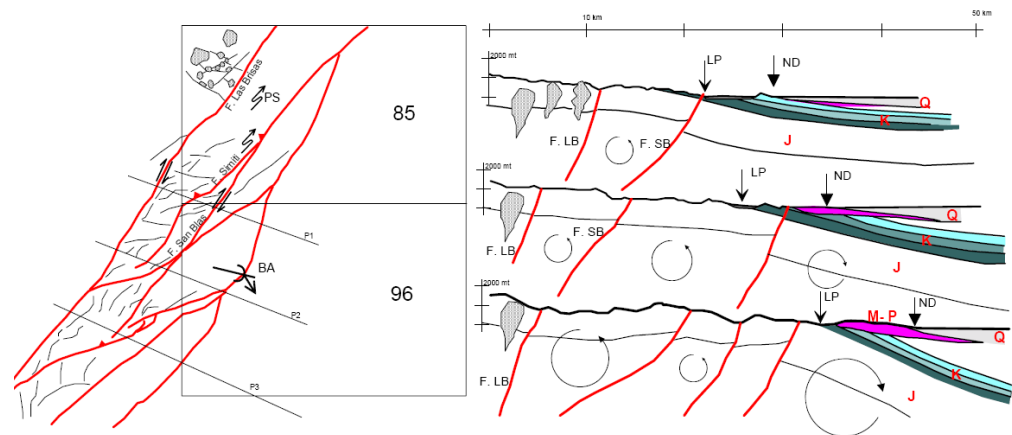 F. Las Brisas
PS
85
F. Simití
F. San Blas
P1
BA
96
P2
P3
10 km
50 km
2000 mt
LP
ND
Q
K
J
F. LB
F. SB
2000 mt
LP
ND
Q
K
J
F. LB
F. SB
2000 mt
LP
M- P
ND
Q
K
J
F. LB